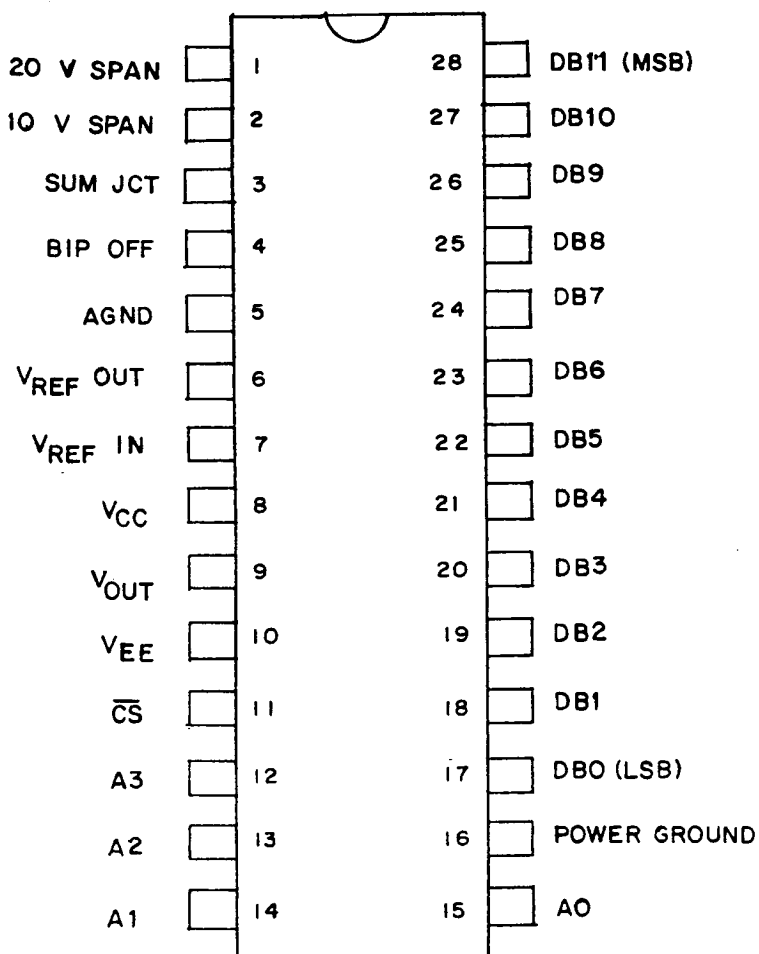 20 V SPAN 1 28 DB11 (MSB)
10 V SPAN 2 27 DB10
SUM JCT 3 26 DB9
BIP OFF 4 25 DB8
AGND 5 24 DB7
VREF OUT 6 23 DB6
VREF IN 7 22 DB5
VCC 8 21 DB4
VOUT 9 20 DB3
VEE 10 19 DB2
C̅S̅ 11 18 DB1
A3 12 17 DB0 (LSB)
A2 13 16 POWER GROUND
A1 14 15 A0